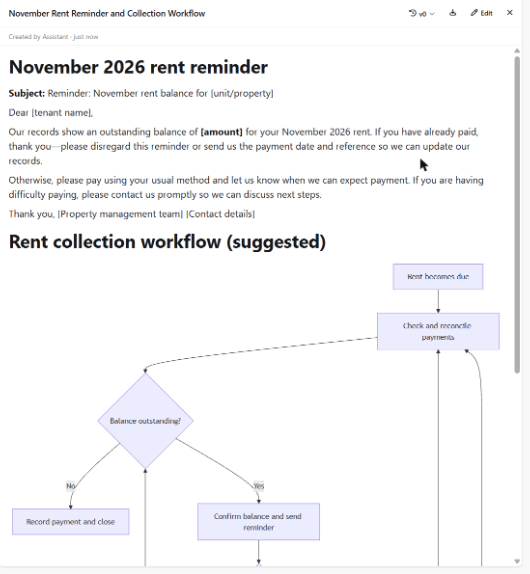 November Rent Reminder and Collection Workflow
v0
Edit
Created by Assistant · just now
November 2026 rent reminder
Subject: Reminder: November rent balance for [unit/property]
Dear [tenant name],
Our records show an outstanding balance of [amount] for your November 2026 rent. If you have already paid,
thank you—please disregard this reminder or send us the payment date and reference so we can update our
records.
Otherwise, please pay using your usual method and let us know when we can expect payment. If you are having
difficulty paying, please contact us promptly so we can discuss next steps.
Thank you, [Property management team] [Contact details]
Rent collection workflow (suggested)
Rent becomes due
Check and reconcile
payments
Balance outstanding?
No
Yes
Record payment and close
Confirm balance and send
reminder